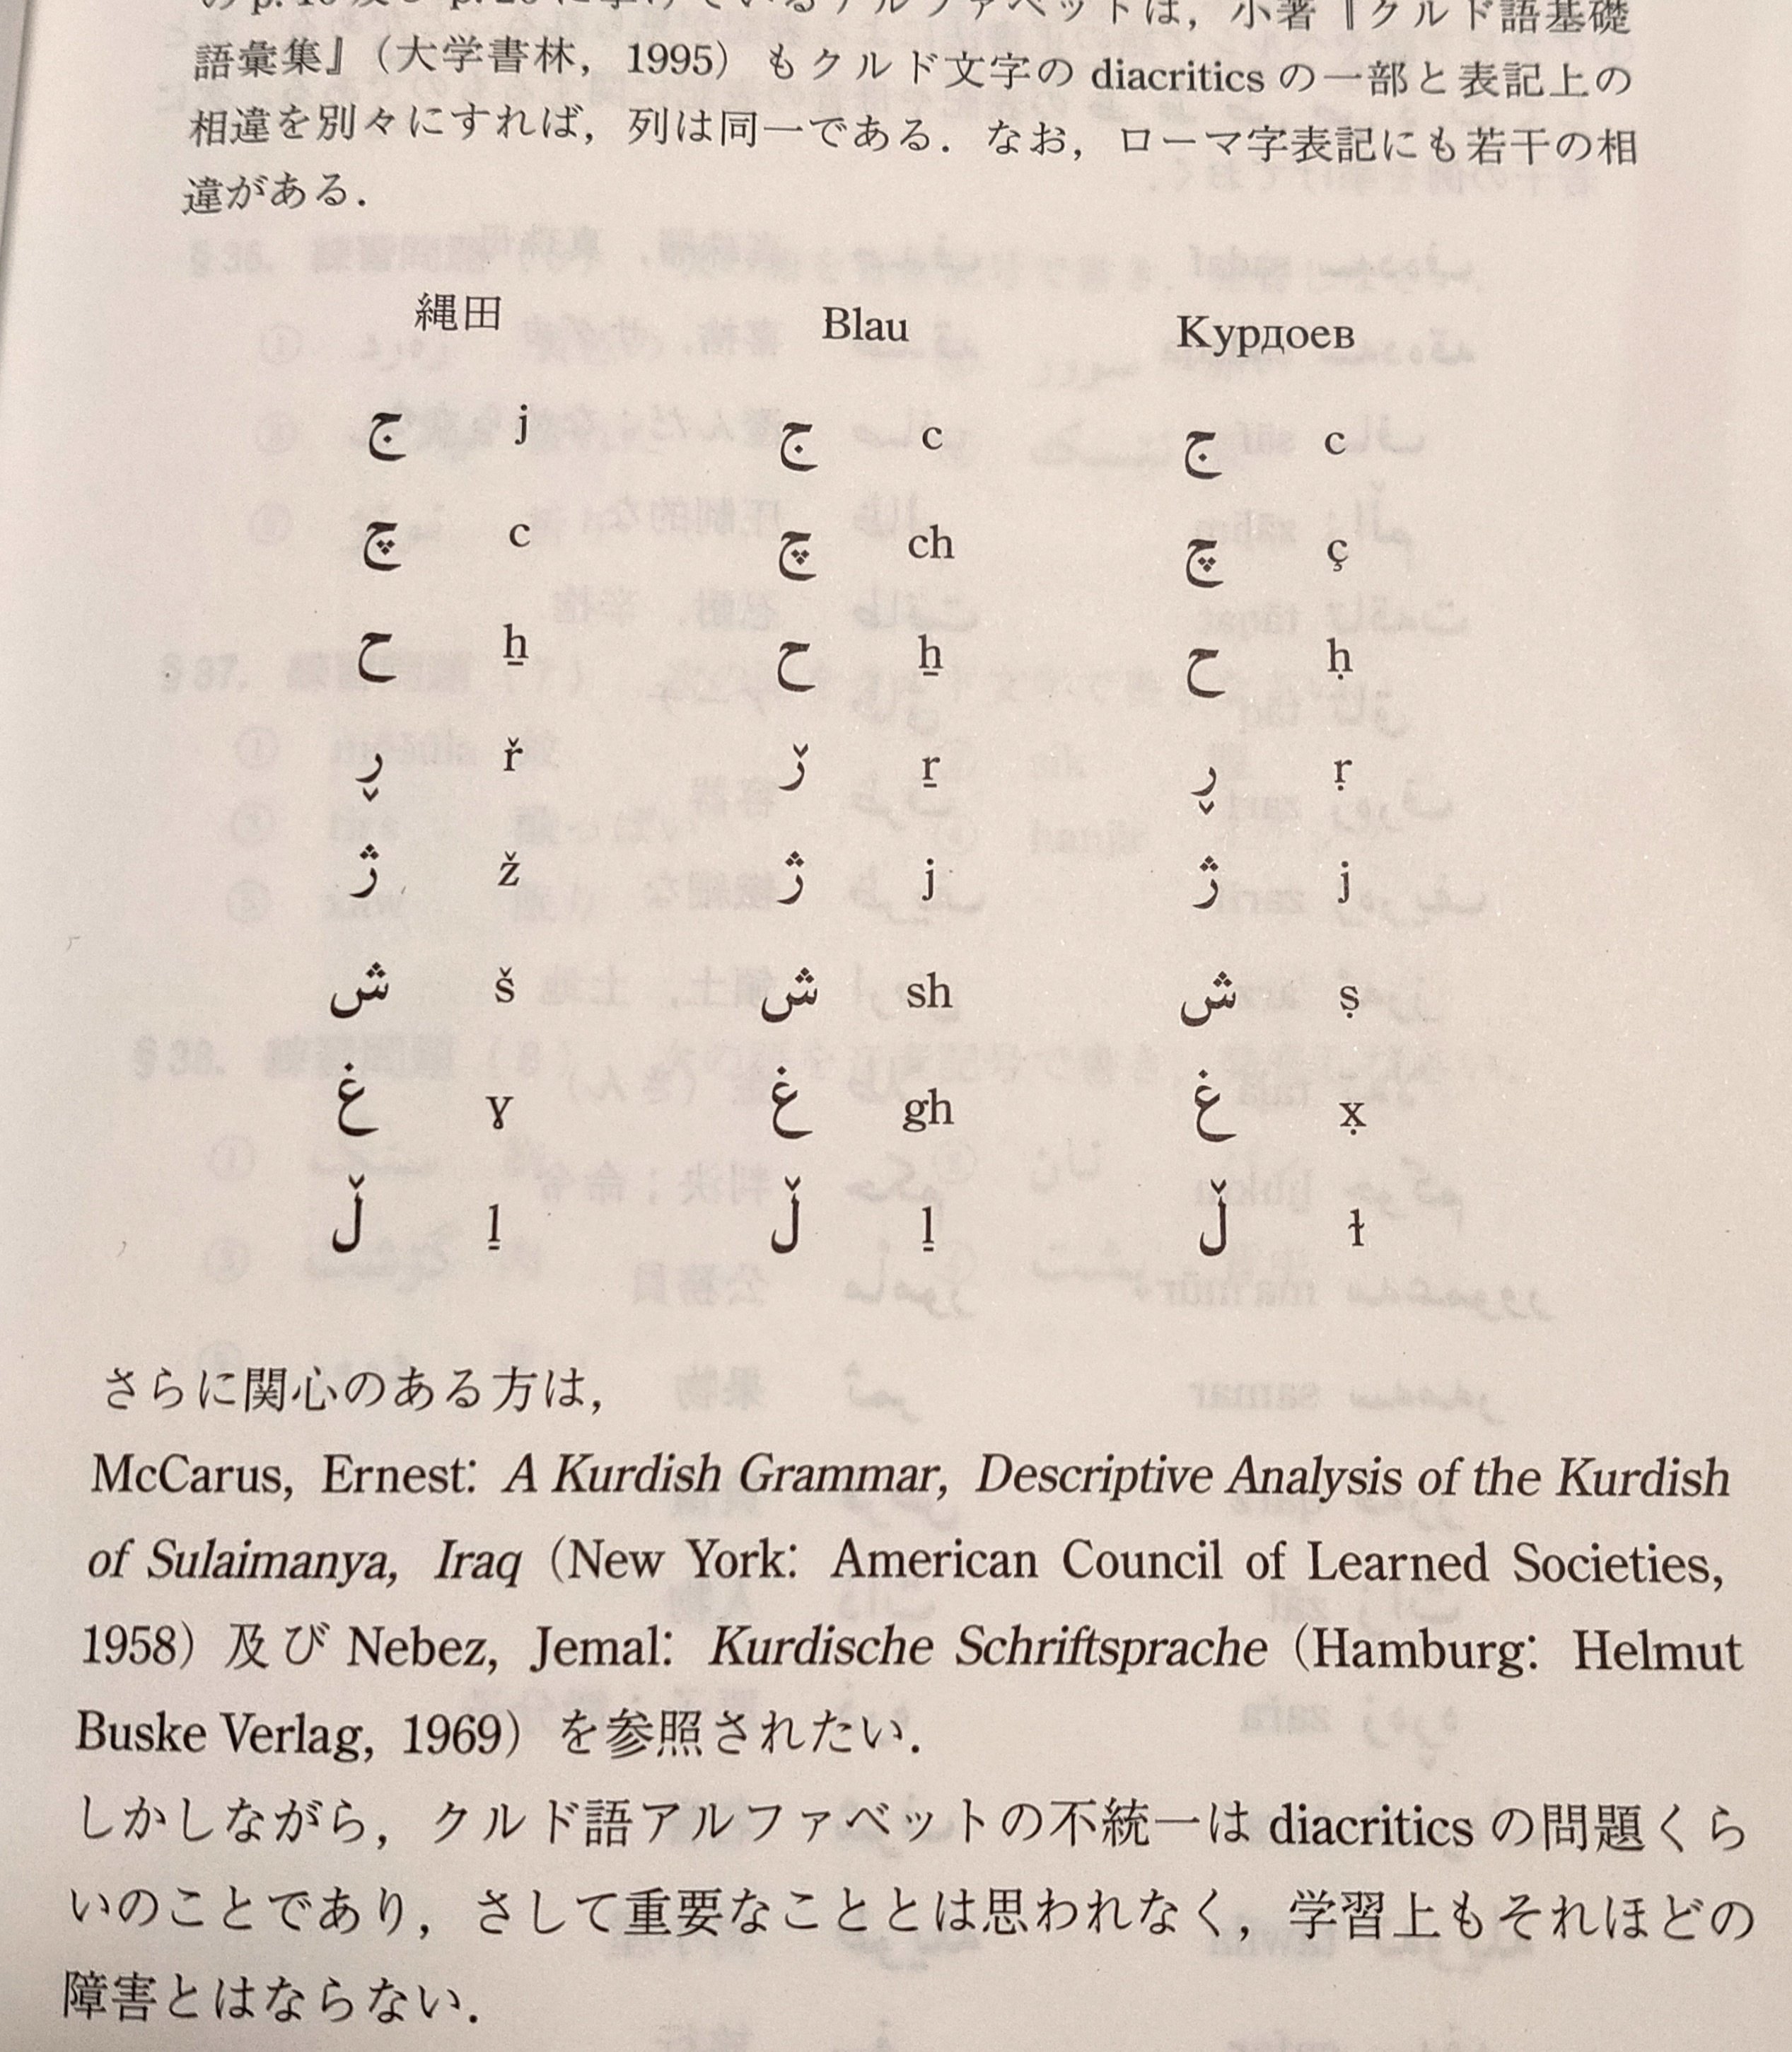 語彙集』（大学書林，1995）もクルド文字の diacritics の一部と表記上の
相違を別々にすれば，列は同一である．なお，ローマ字表記にも若干の相
違がある．
縄田 Blau Курдоев
ج j ج c ج c
چ c چ ch چ ç
ح ẖ ح ẖ ح ḥ
ڕ ř ř ṟ ڕ ṛ
ژ ž ژ j ژ j
ش š ش sh ش ṣ
غ ɣ غ gh غ x̣
ڵ ḻ ڵ ḻ ڵ ł
さらに関心のある方は，
McCarus, Ernest: A Kurdish Grammar, Descriptive Analysis of the Kurdish
of Sulaimanya, Iraq（New York: American Council of Learned Societies,
1958）及び Nebez, Jemal: Kurdische Schriftsprache（Hamburg: Helmut
Buske Verlag, 1969）を参照されたい．
しかしながら，クルド語アルファベットの不統一は diacritics の問題くら
いのことであり，さして重要なこととは思われなく，学習上もそれほどの
障害とはならない．